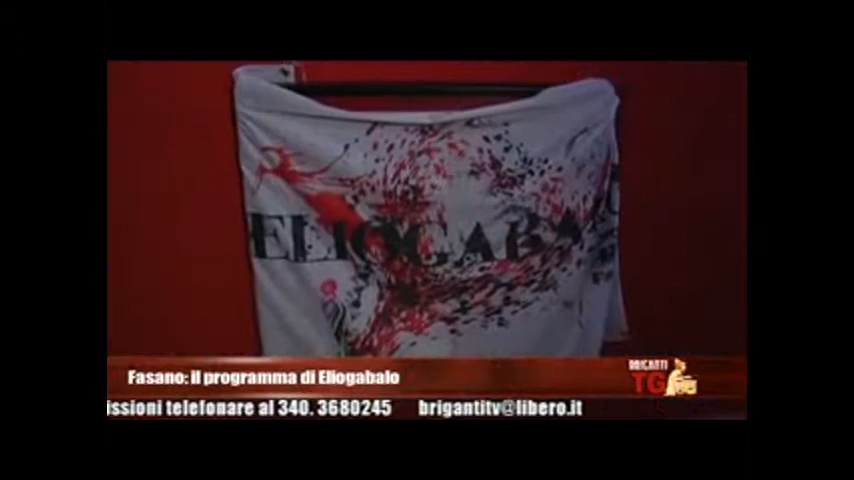 ELIOGABA
Fasano: il programma di Eliogabalo
BRIGANTI
TG
issioni telefonare al 340. 3680245 brigantitv@libero.it